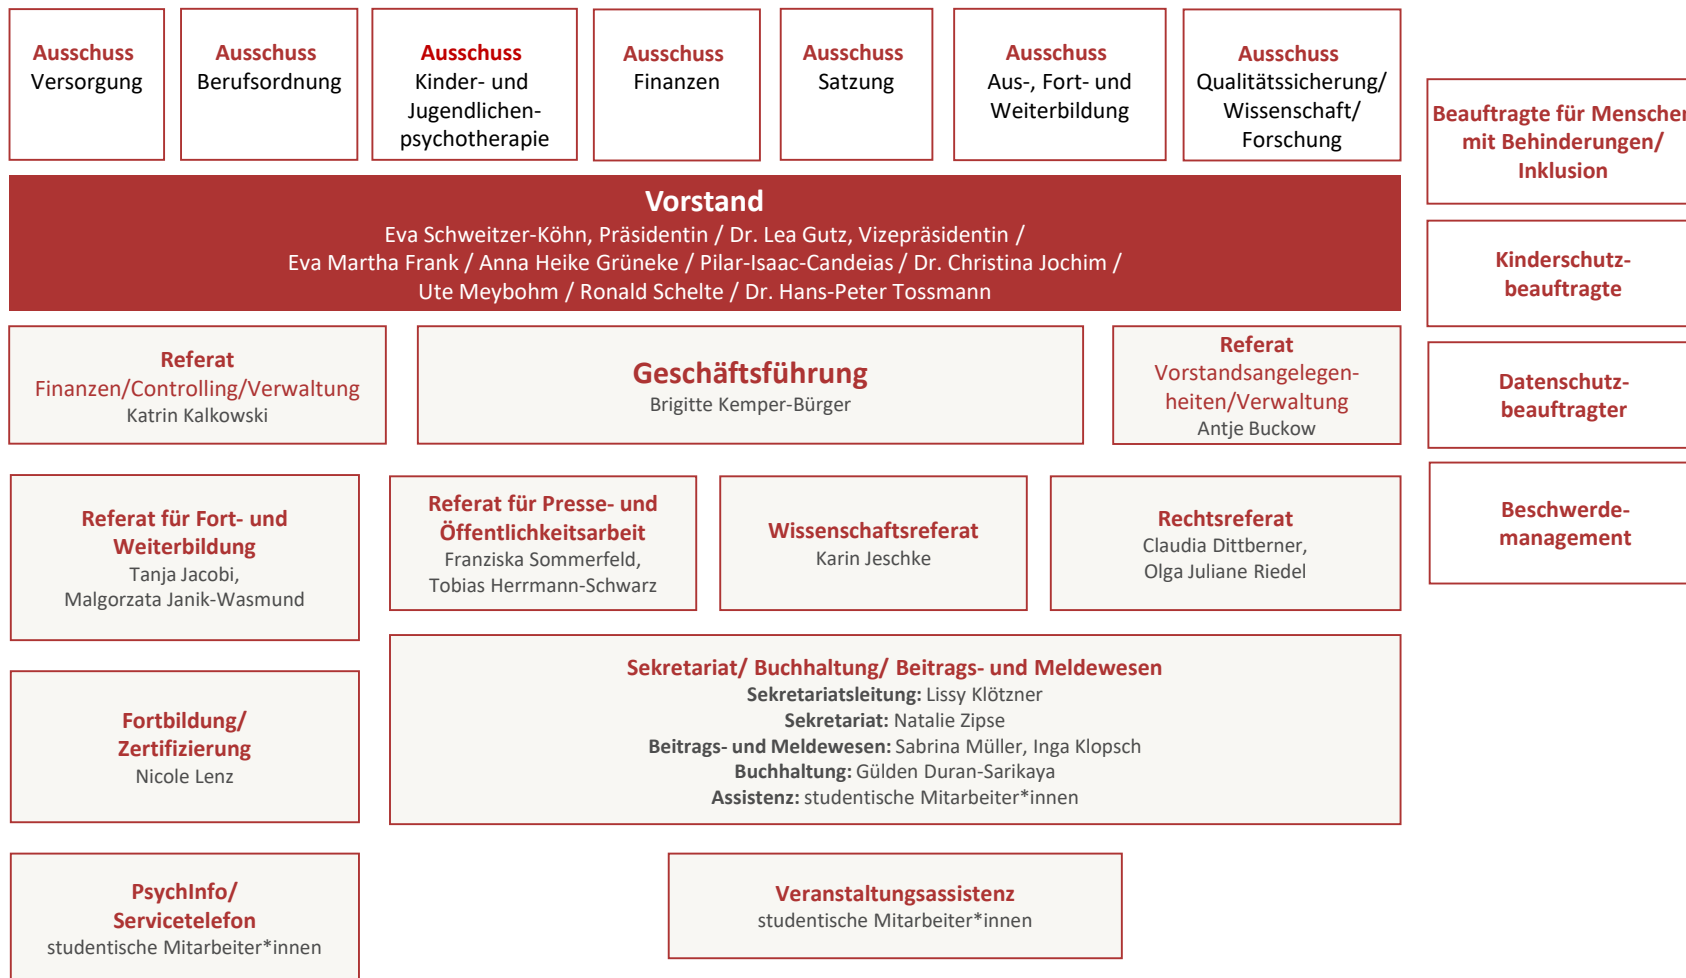 Ausschuss
Versorgung
Ausschuss
Berufsordnung
Ausschuss
Kinder- und
Jugendlichen-
psychotherapie
Ausschuss
Finanzen
Ausschuss
Satzung
Ausschuss
Aus-, Fort- und
Weiterbildung
Ausschuss
Qualitätssicherung/
Wissenschaft/
Forschung
Beauftragte für Menschen
mit Behinderungen/
Inklusion
Vorstand
Eva Schweitzer-Köhn, Präsidentin / Dr. Lea Gutz, Vizepräsidentin /
Eva Martha Frank / Anna Heike Grüneke / Pilar-Isaac-Candeias / Dr. Christina Jochim /
Ute Meybohm / Ronald Schelte / Dr. Hans-Peter Tossmann
Kinderschutz-
beauftragte
Referat
Finanzen/Controlling/Verwaltung
Katrin Kalkowski
Geschäftsführung
Brigitte Kemper-Bürger
Referat
Vorstandsangelegen-
heiten/Verwaltung
Antje Buckow
Datenschutz-
beauftragter
Referat für Fort- und
Weiterbildung
Tanja Jacobi,
Malgorzata Janik-Wasmund
Referat für Presse- und
Öffentlichkeitsarbeit
Franziska Sommerfeld,
Tobias Herrmann-Schwarz
Wissenschaftsreferat
Karin Jeschke
Rechtsreferat
Claudia Dittberner,
Olga Juliane Riedel
Beschwerde-
management
Fortbildung/
Zertifizierung
Nicole Lenz
Sekretariat/ Buchhaltung/ Beitrags- und Meldewesen
Sekretariatsleitung: Lissy Klötzner
Sekretariat: Natalie Zipse
Beitrags- und Meldewesen: Sabrina Müller, Inga Klopsch
Buchhaltung: Gülden Duran-Sarikaya
Assistenz: studentische Mitarbeiter*innen
PsychInfo/
Servicetelefon
studentische Mitarbeiter*innen
Veranstaltungsassistenz
studentische Mitarbeiter*innen